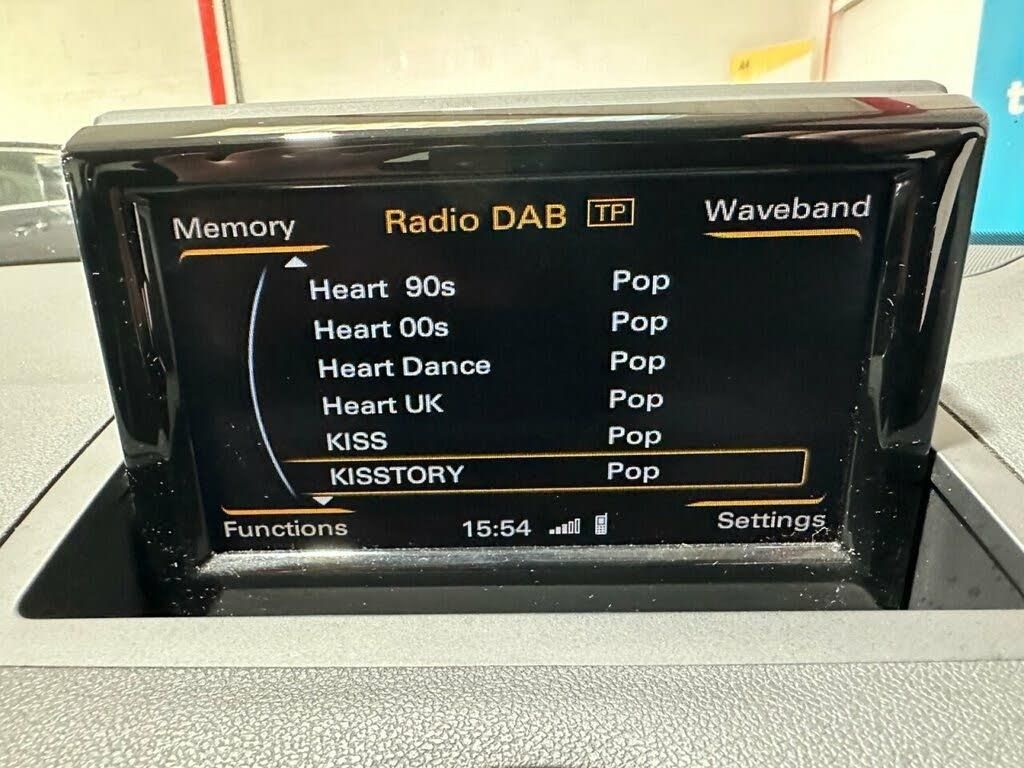 A4
t
Memory Radio DAB TP Waveband
Heart 90s Pop
Heart 00s Pop
Heart Dance Pop
Heart UK Pop
KISS Pop
KISSTORY Pop
Functions 15:54 Settings